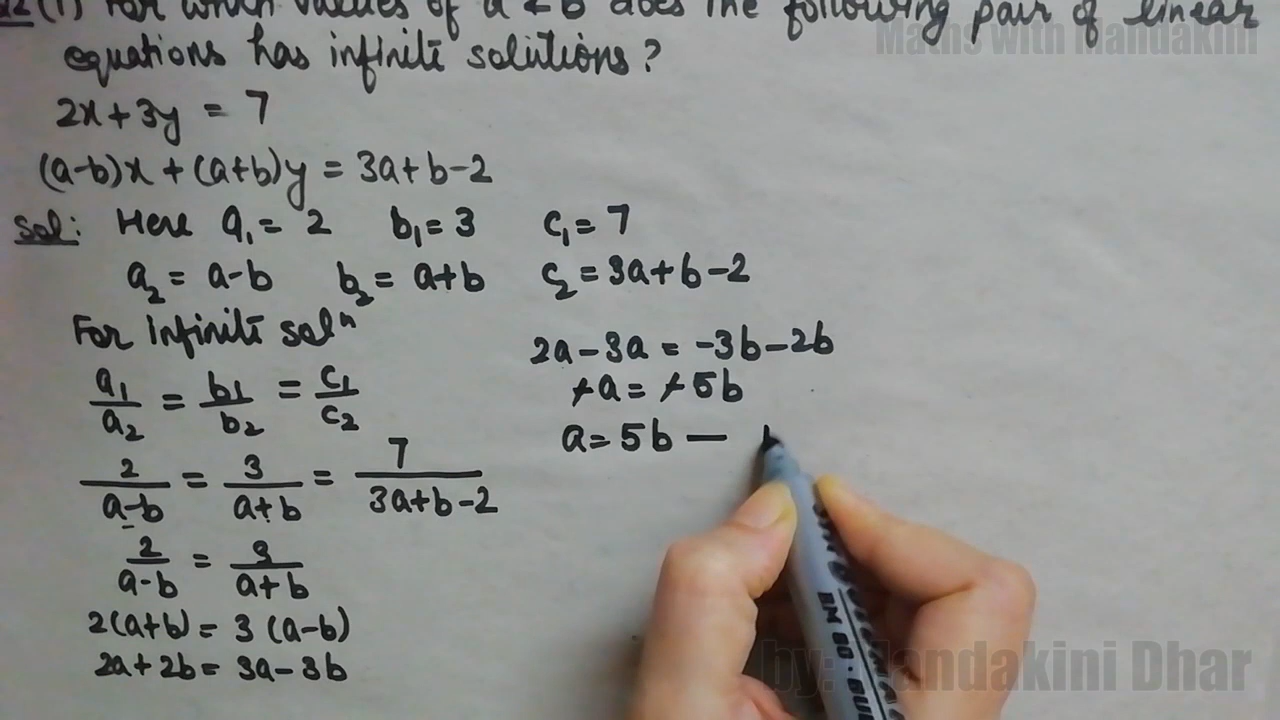 (i) For which values of a & b does the following pair of linear
equations has infinite solutions?
Maths with Mandakini
2x+3y = 7
(a-b)x + (a+b)y = 3a+b-2
Sol: Here a₁ = 2 b₁ = 3 c₁ = 7
a₂ = a-b b₂ = a+b c₂ = 3a+b-2
For infinite solⁿ
a₁/a₂ = b₁/b₂ = c₁/c₂
2/(a-b) = 3/(a+b) = 7/(3a+b-2)
2/(a-b) = 3/(a+b)
2(a+b) = 3(a-b)
2a+2b = 3a-3b
2a-3a = -3b-2b
-a = -5b
a = 5b —
by: Mandakini Dhar